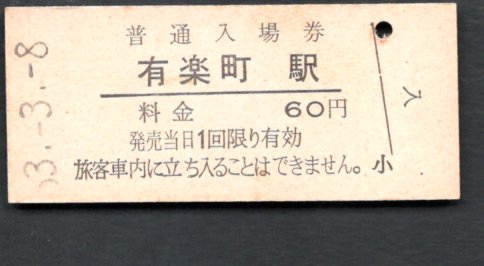 普通入場券
有楽町 駅
料金 60円
発売当日1回限り有効
旅客車内に立ち入ることはできません。
小
入
53.-3.-8